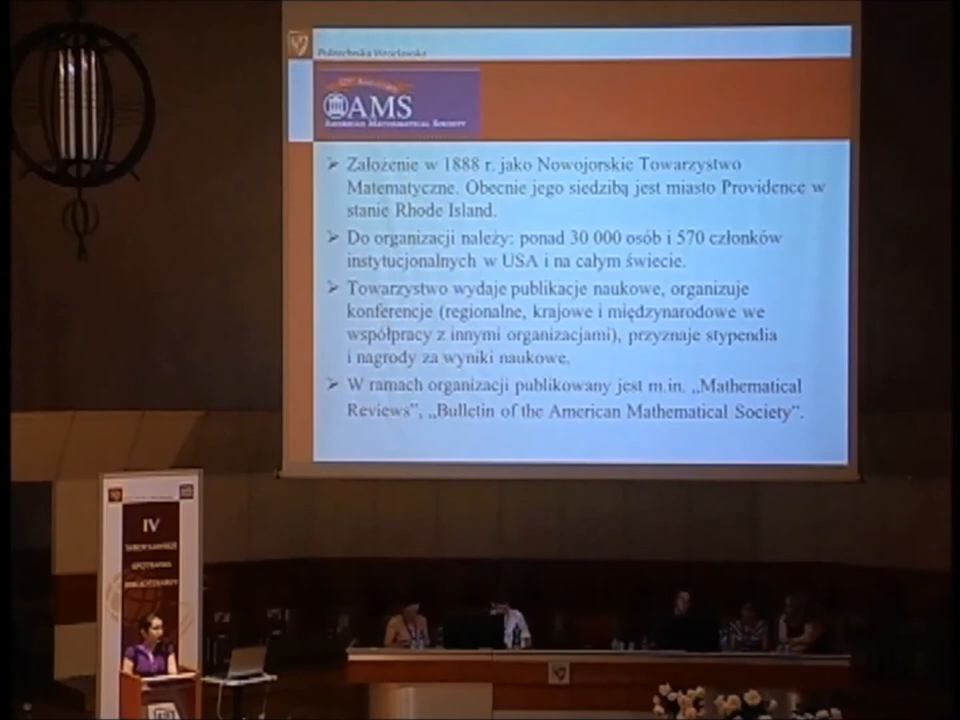 Politechnika Wrocławska
AMS
AMERICAN MATHEMATICAL SOCIETY
➢ Założenie w 1888 r. jako Nowojorskie Towarzystwo
Matematyczne. Obecnie jego siedzibą jest miasto Providence w
stanie Rhode Island.
➢ Do organizacji należy: ponad 30 000 osób i 570 członków
instytucjonalnych w USA i na całym świecie.
➢ Towarzystwo wydaje publikacje naukowe, organizuje
konferencje (regionalne, krajowe i międzynarodowe we
współpracy z innymi organizacjami), przyznaje stypendia
i nagrody za wyniki naukowe.
➢ W ramach organizacji publikowany jest m.in. „Mathematical
Reviews”, „Bulletin of the American Mathematical Society”.
IV
SPOTKANIA